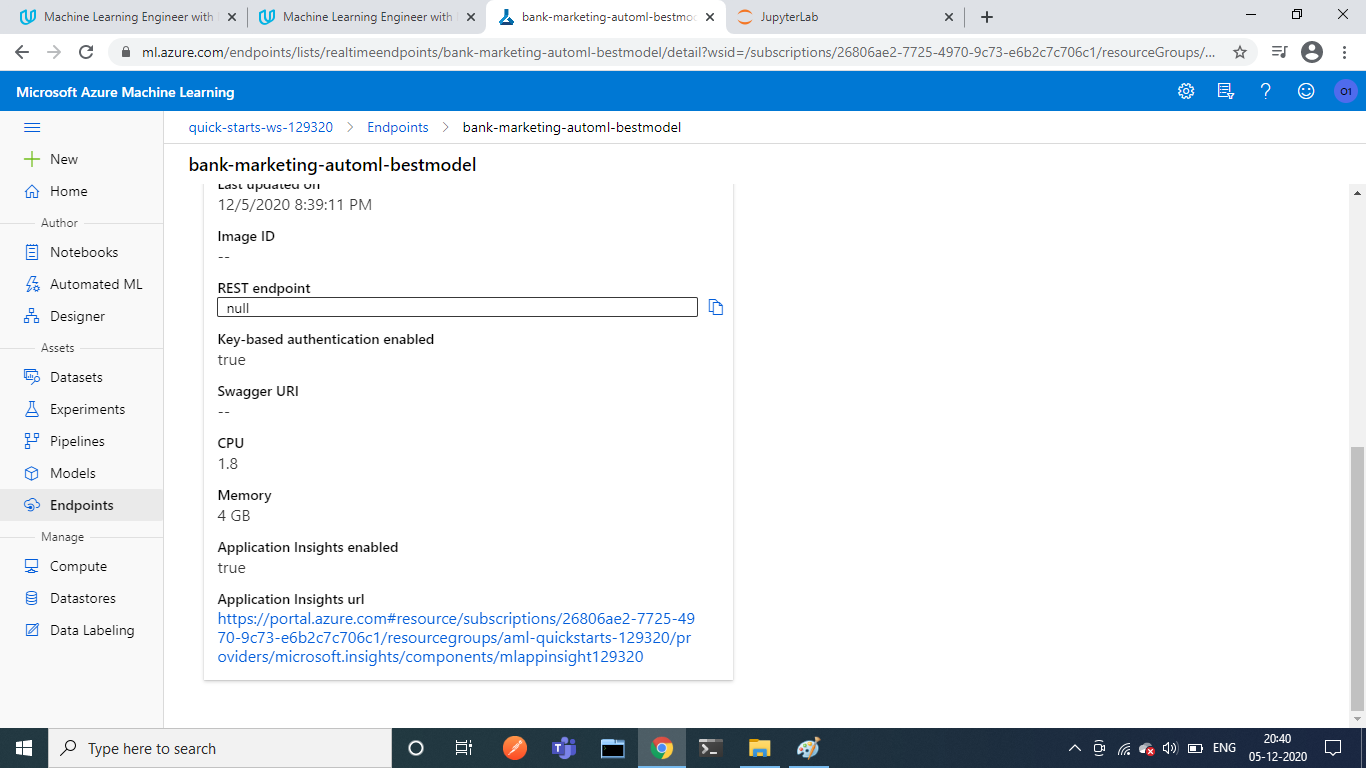 Machine Learning Engineer with
Machine Learning Engineer with
bank-marketing-automl-bestmod
JupyterLab
ml.azure.com/endpoints/lists/realtimeendpoints/bank-marketing-automl-bestmodel/detail?wsid=/subscriptions/26806ae2-7725-4970-9c73-e6b2c7c706c1/resourceGroups/...
Microsoft Azure Machine Learning
O1
quick-starts-ws-129320 > Endpoints > bank-marketing-automl-bestmodel
bank-marketing-automl-bestmodel
New
Home
Author
Notebooks
Automated ML
Designer
Assets
Datasets
Experiments
Pipelines
Models
Endpoints
Manage
Compute
Datastores
Data Labeling
Last updated on
12/5/2020 8:39:11 PM
Image ID
--
REST endpoint
null
Key-based authentication enabled
true
Swagger URI
--
CPU
1.8
Memory
4 GB
Application Insights enabled
true
Application Insights url
https://portal.azure.com#resource/subscriptions/26806ae2-7725-49
70-9c73-e6b2c7c706c1/resourcegroups/aml-quickstarts-129320/pr
oviders/microsoft.insights/components/mlappinsight129320
Type here to search
ENG
20:40
05-12-2020